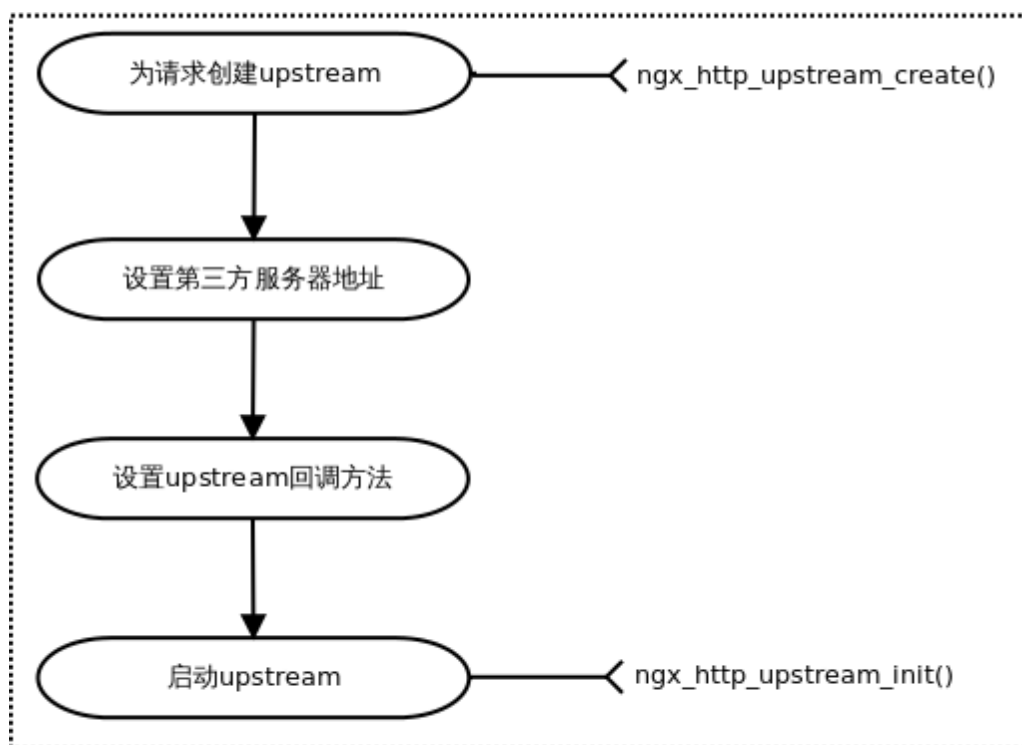 为请求创建upstream
ngx_http_upstream_create()
设置第三方服务器地址
设置upstream回调方法
启动upstream
ngx_http_upstream_init()